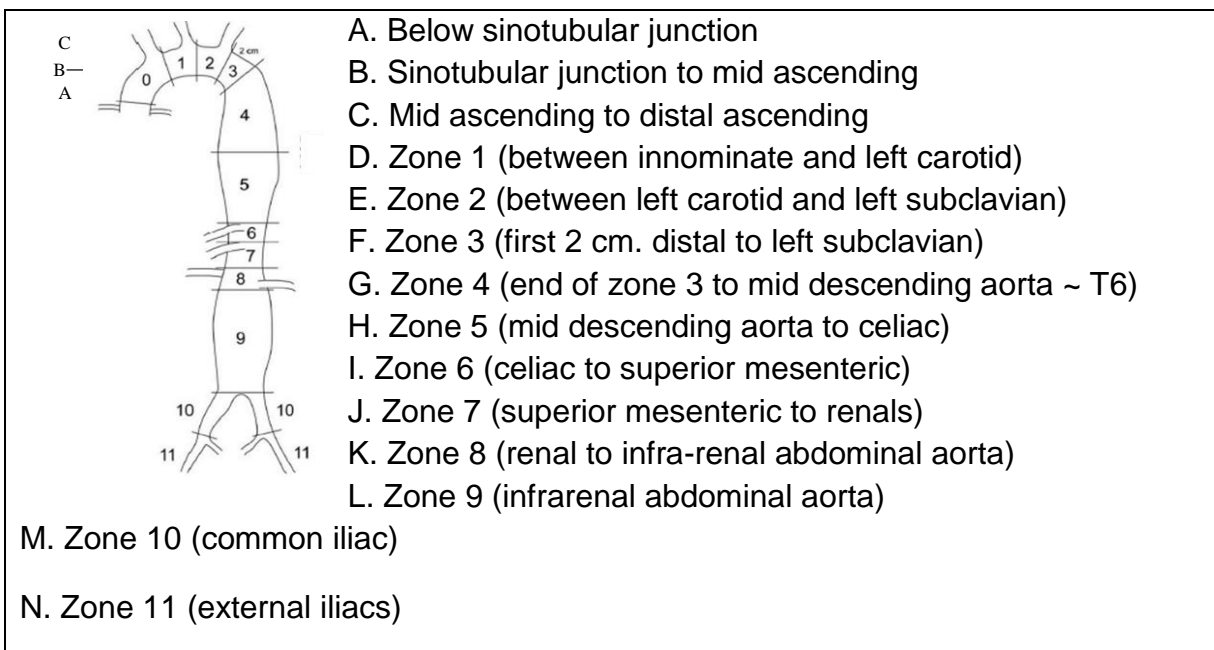 C
B—
A
0
1
2
2 cm
3
4
5
6
7
8
9
10
10
11
11
A. Below sinotubular junction
B. Sinotubular junction to mid ascending
C. Mid ascending to distal ascending
D. Zone 1 (between innominate and left carotid)
E. Zone 2 (between left carotid and left subclavian)
F. Zone 3 (first 2 cm. distal to left subclavian)
G. Zone 4 (end of zone 3 to mid descending aorta ~ T6)
H. Zone 5 (mid descending aorta to celiac)
I. Zone 6 (celiac to superior mesenteric)
J. Zone 7 (superior mesenteric to renals)
K. Zone 8 (renal to infra-renal abdominal aorta)
L. Zone 9 (infrarenal abdominal aorta)
M. Zone 10 (common iliac)
N. Zone 11 (external iliacs)